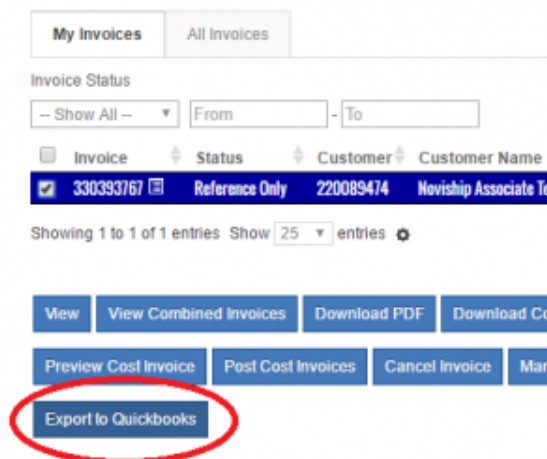 My Invoices All Invoices
Invoice Status
-- Show All -- From - To
Invoice Status Customer Customer Name
330393767 Reference Only 220089474 Noviship Associate
Showing 1 to 1 of 1 entries Show 25 entries
View View Combined Invoices Download PDF Download
Preview Cost Invoice Post Cost Invoices Cancel Invoice
Export to Quickbooks